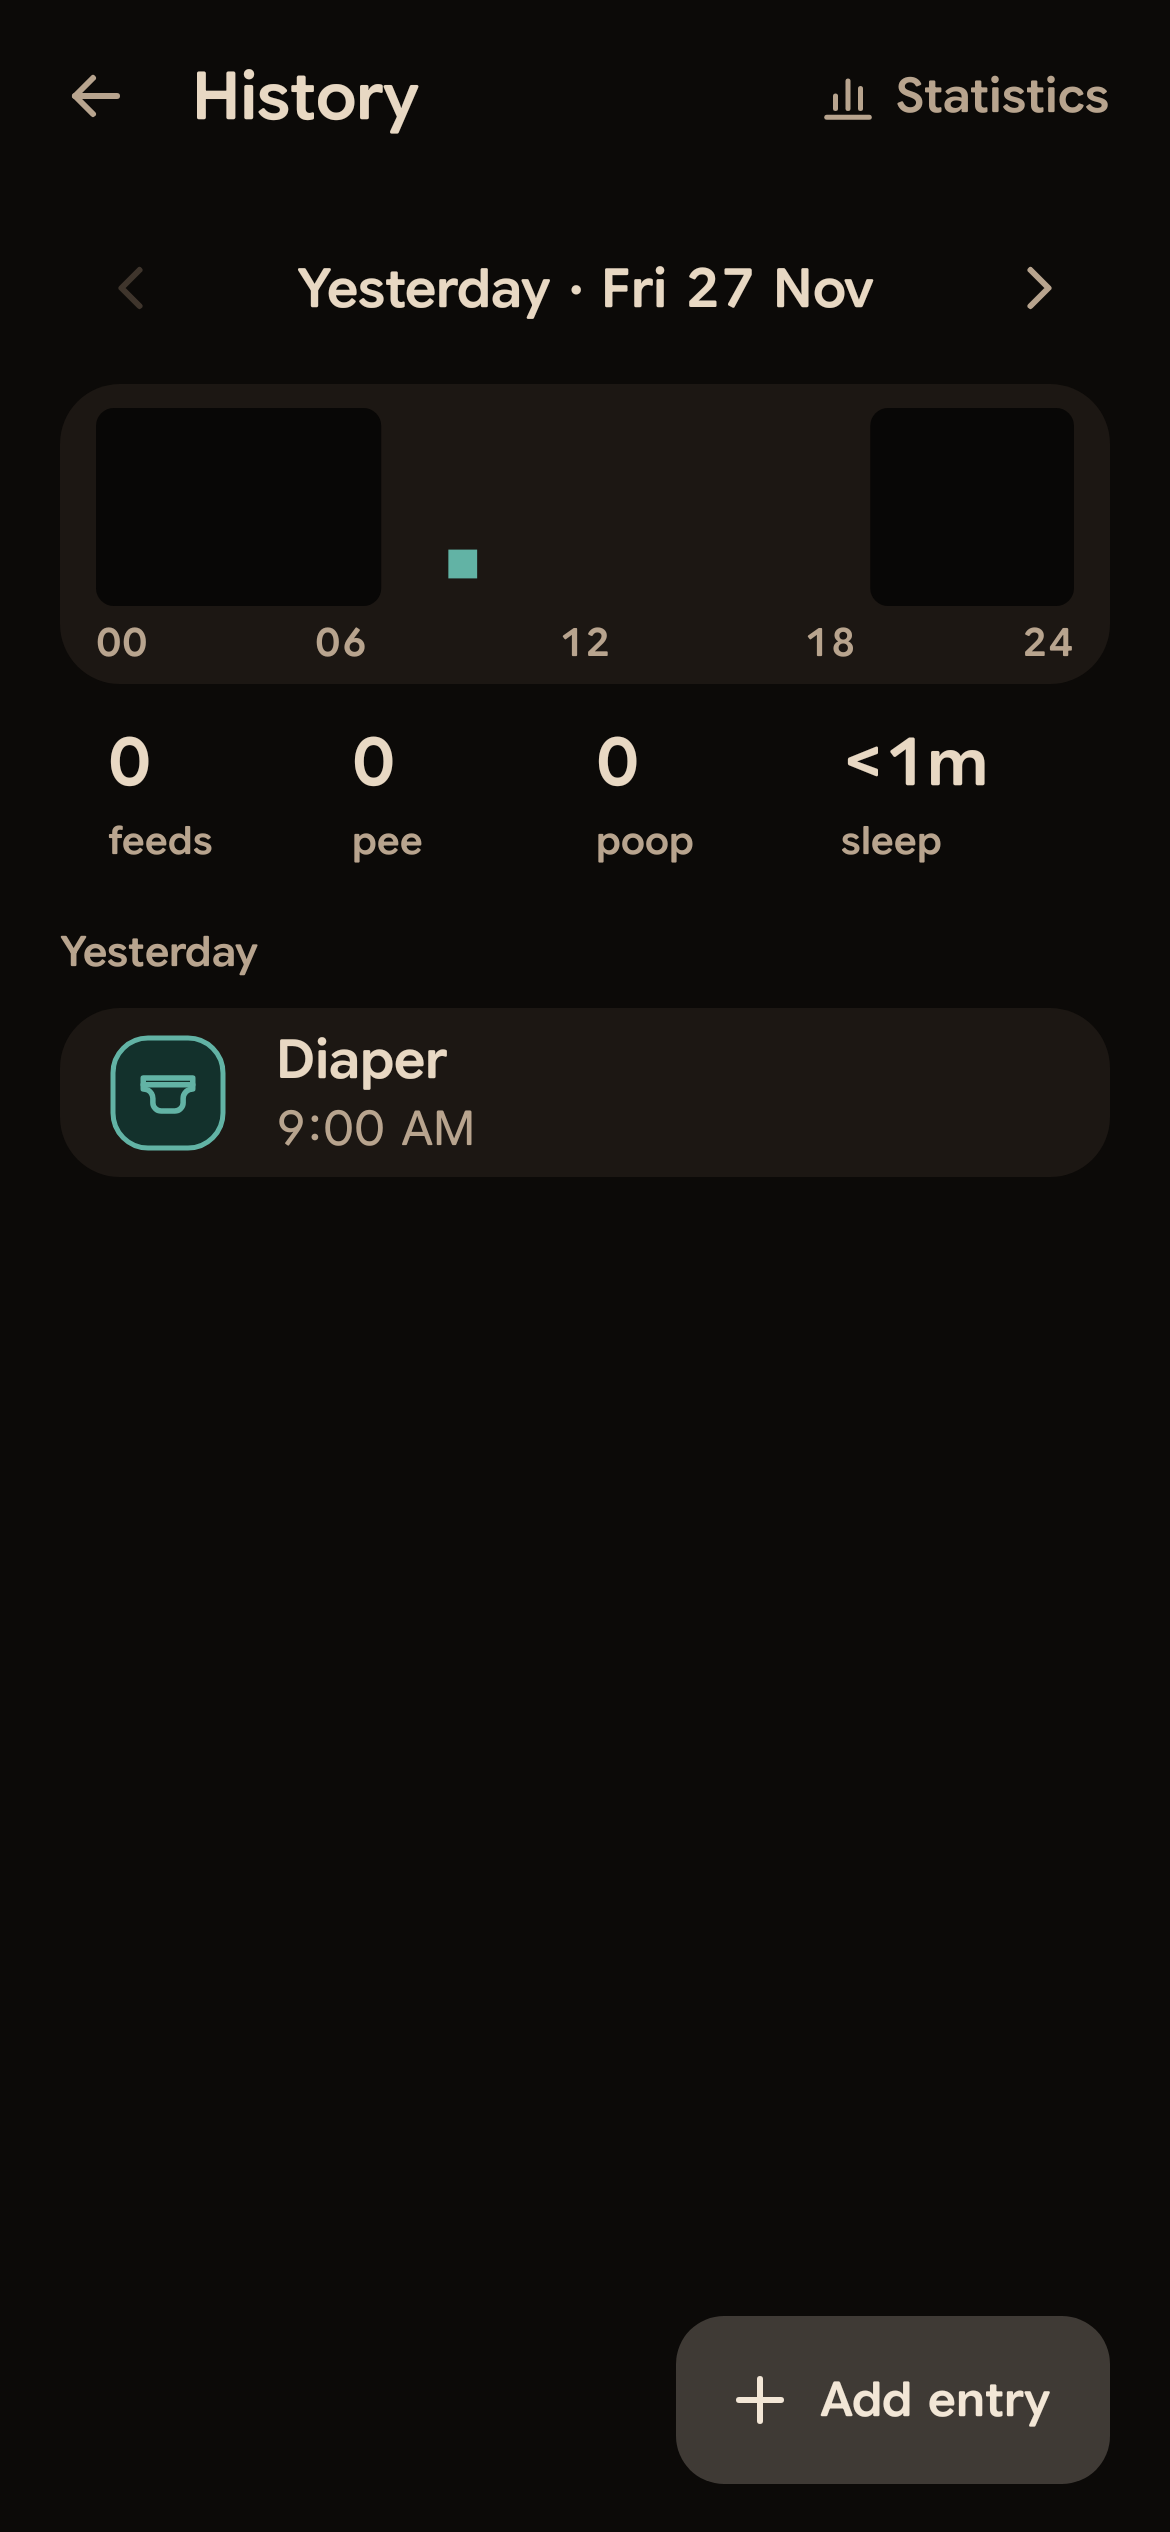 History
Statistics
Yesterday · Fri 27 Nov
00 06 12 18 24
0 0 0 <1m
feeds pee poop sleep
Yesterday
Diaper
9:00 AM
Add entry